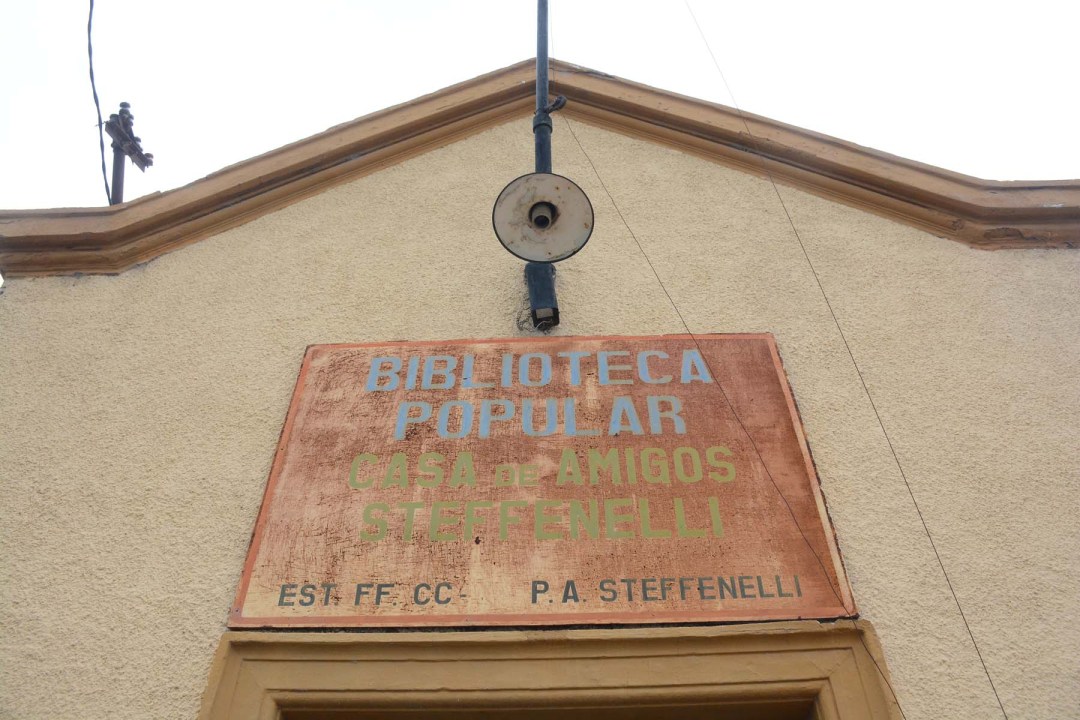 BIBLIOTECA
POPULAR
CASA DE AMIGOS
STEFFENELLI
EST. FF. CC- P. A. STEFFENELLI